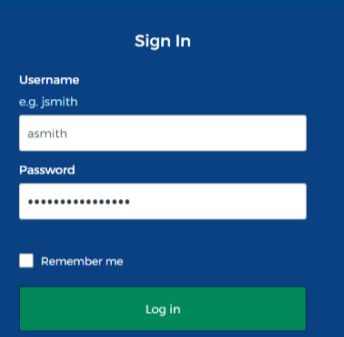 Sign In
Username
e.g. jsmith
asmith
Password
••••••••••••••••
Remember me
Log in